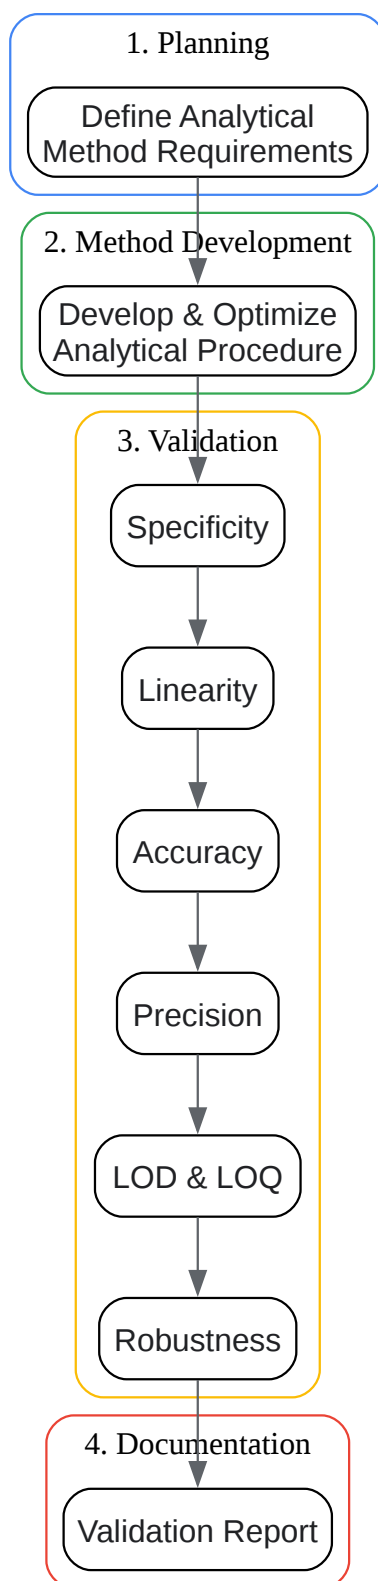 1. Planning
Define Analytical
Method Requirements
2. Method Development
Develop & Optimize
Analytical Procedure
3. Validation
Specificity
Linearity
Accuracy
Precision
LOD & LOQ
Robustness
4. Documentation
Validation Report